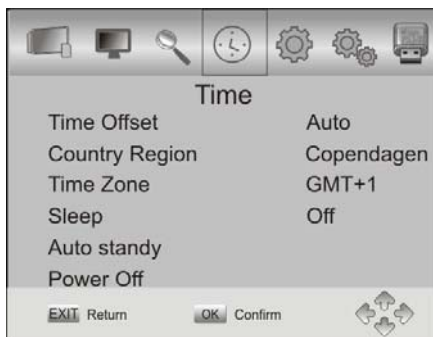 Time
Time Offset Auto
Country Region Copendagen
Time Zone GMT+1
Sleep Off
Auto standy
Power Off
EXIT Return OK Confirm